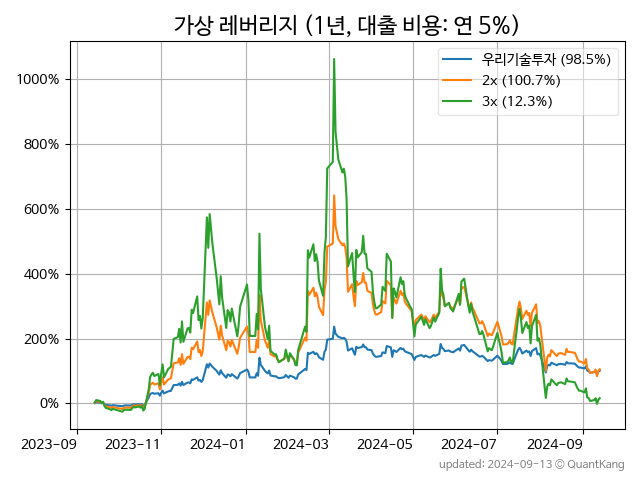 가상 레버리지 (1년, 대출 비용: 연 5%)
우리기술투자 (98.5%)
2x (100.7%)
3x (12.3%)
1000%
800%
600%
400%
200%
0%
2023-09 2023-11 2024-01 2024-03 2024-05 2024-07 2024-09
updated: 2024-09-13 © QuantKang